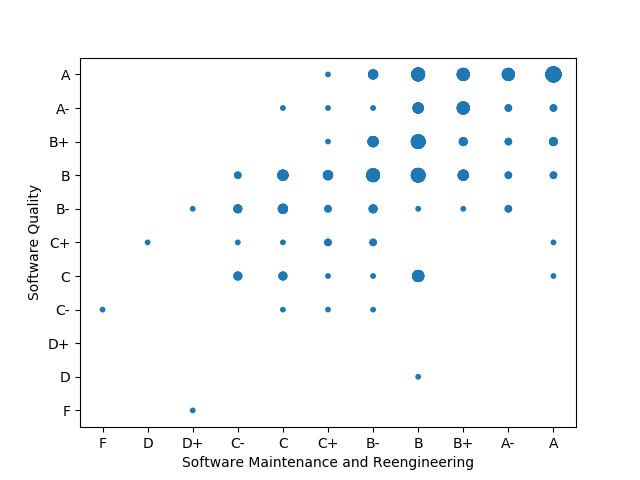 A
A-
B+
B
B-
C+
C
C-
D+
D
F
Software Quality
F D D+ C- C C+ B- B B+ A- A
Software Maintenance and Reengineering